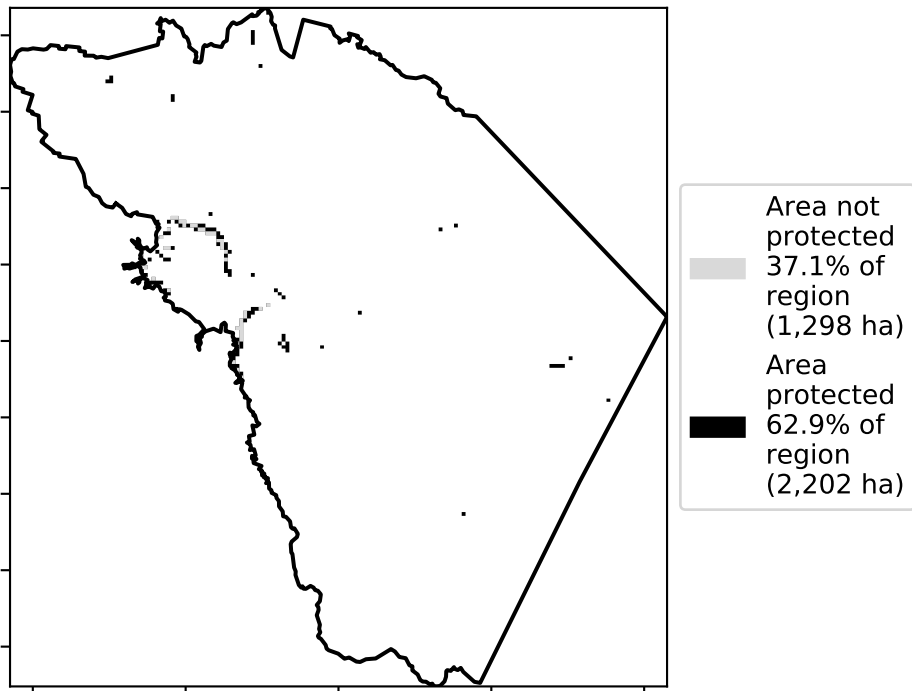 Area not
protected
37.1% of
region
(1,298 ha)
Area
protected
62.9% of
region
(2,202 ha)